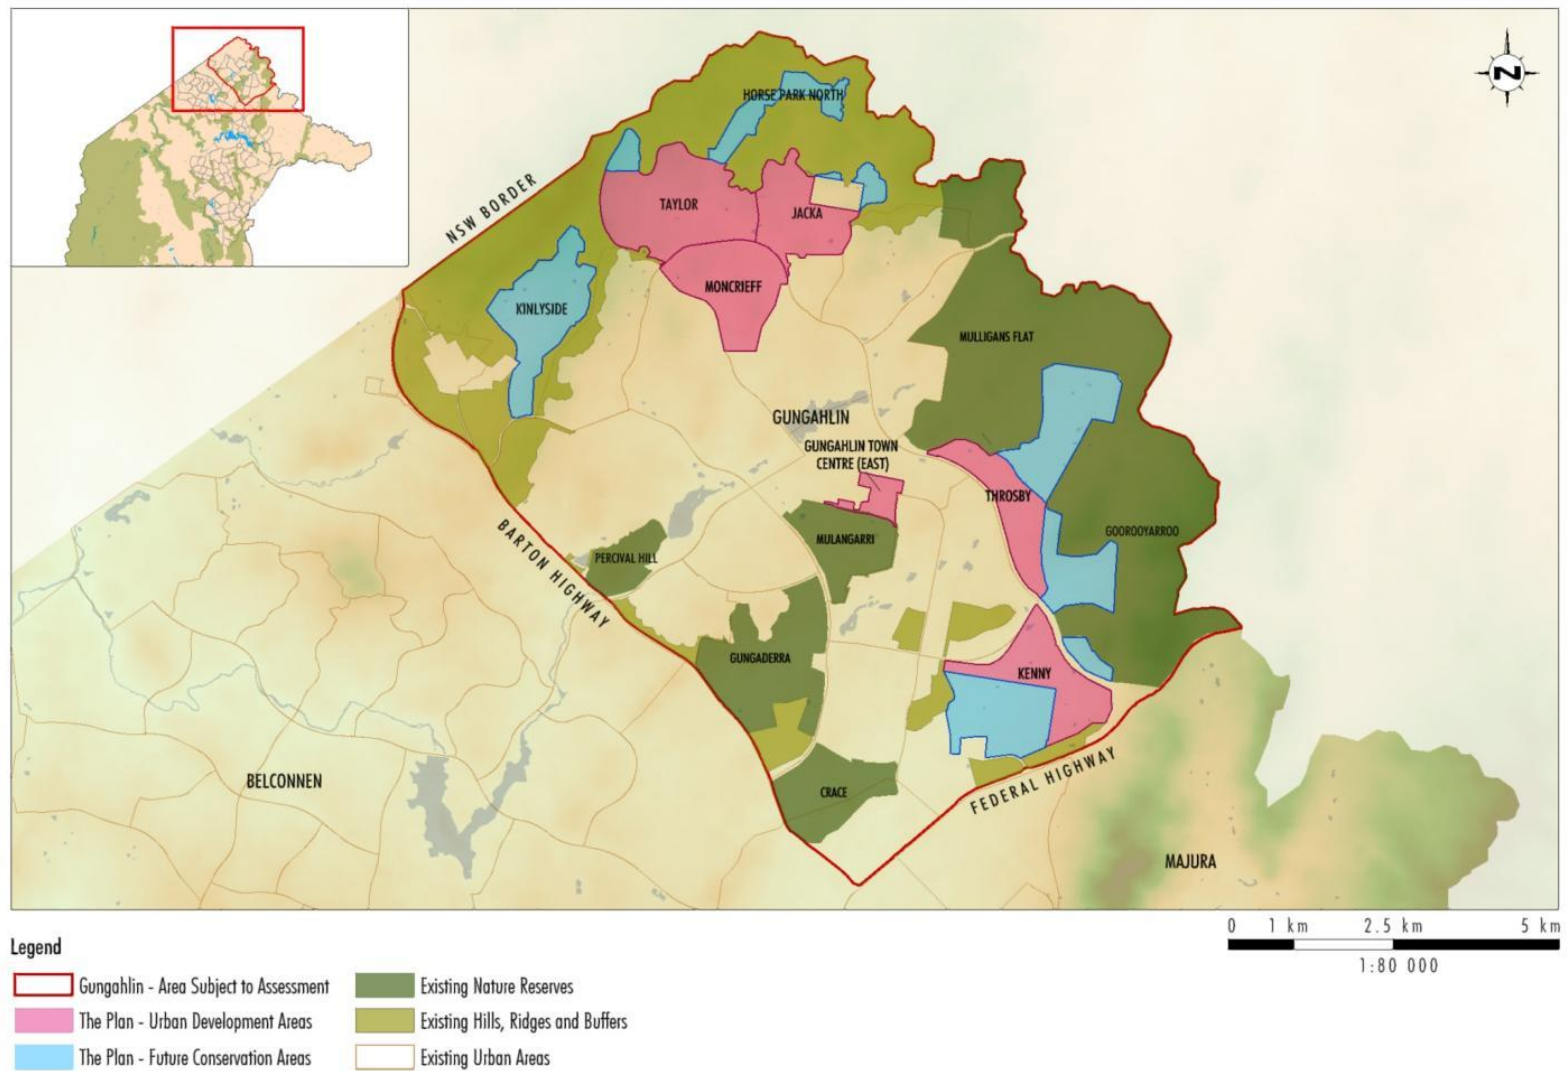 N
HORSE PARK NORTH
NSW BORDER
TAYLOR
JACKA
MONCRIEFF
KINLYSIDE
MULLIGANS FLAT
GUNGAHLIN
GUNGAHLIN TOWN
CENTRE (EAST)
THROSBY
GOOROOYARROO
BARTON HIGHWAY
MULANGARRI
PERCIVAL HILL
GUNGADERRA
KENNY
BELCONNEN
CRACE
FEDERAL HIGHWAY
MAJURA
0 1 km 2.5 km 5 km
1:80 000
Legend
Gungahlin - Area Subject to Assessment
The Plan - Urban Development Areas
The Plan - Future Conservation Areas
Existing Nature Reserves
Existing Hills, Ridges and Buffers
Existing Urban Areas